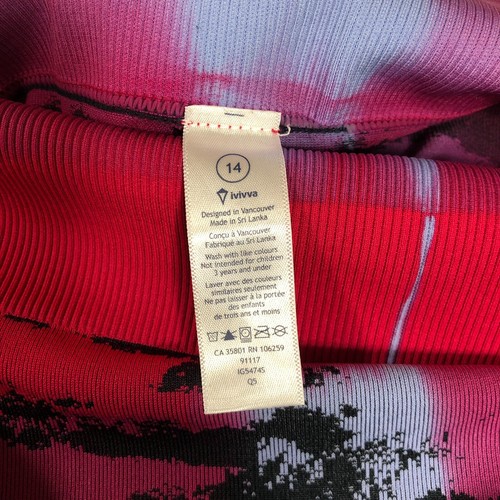 14
ivivva
Designed in Vancouver
Made in Sri Lanka
Conçu à Vancouver
Fabriqué au Sri Lanka
Wash with like colours
Not intended for children
3 years and under
Laver avec des couleurs
similaires seulement
Ne pas laisser à la portée
des enfants
de trois ans et moins
CA 35801 RN 106259
91117
IG5474S
Q5